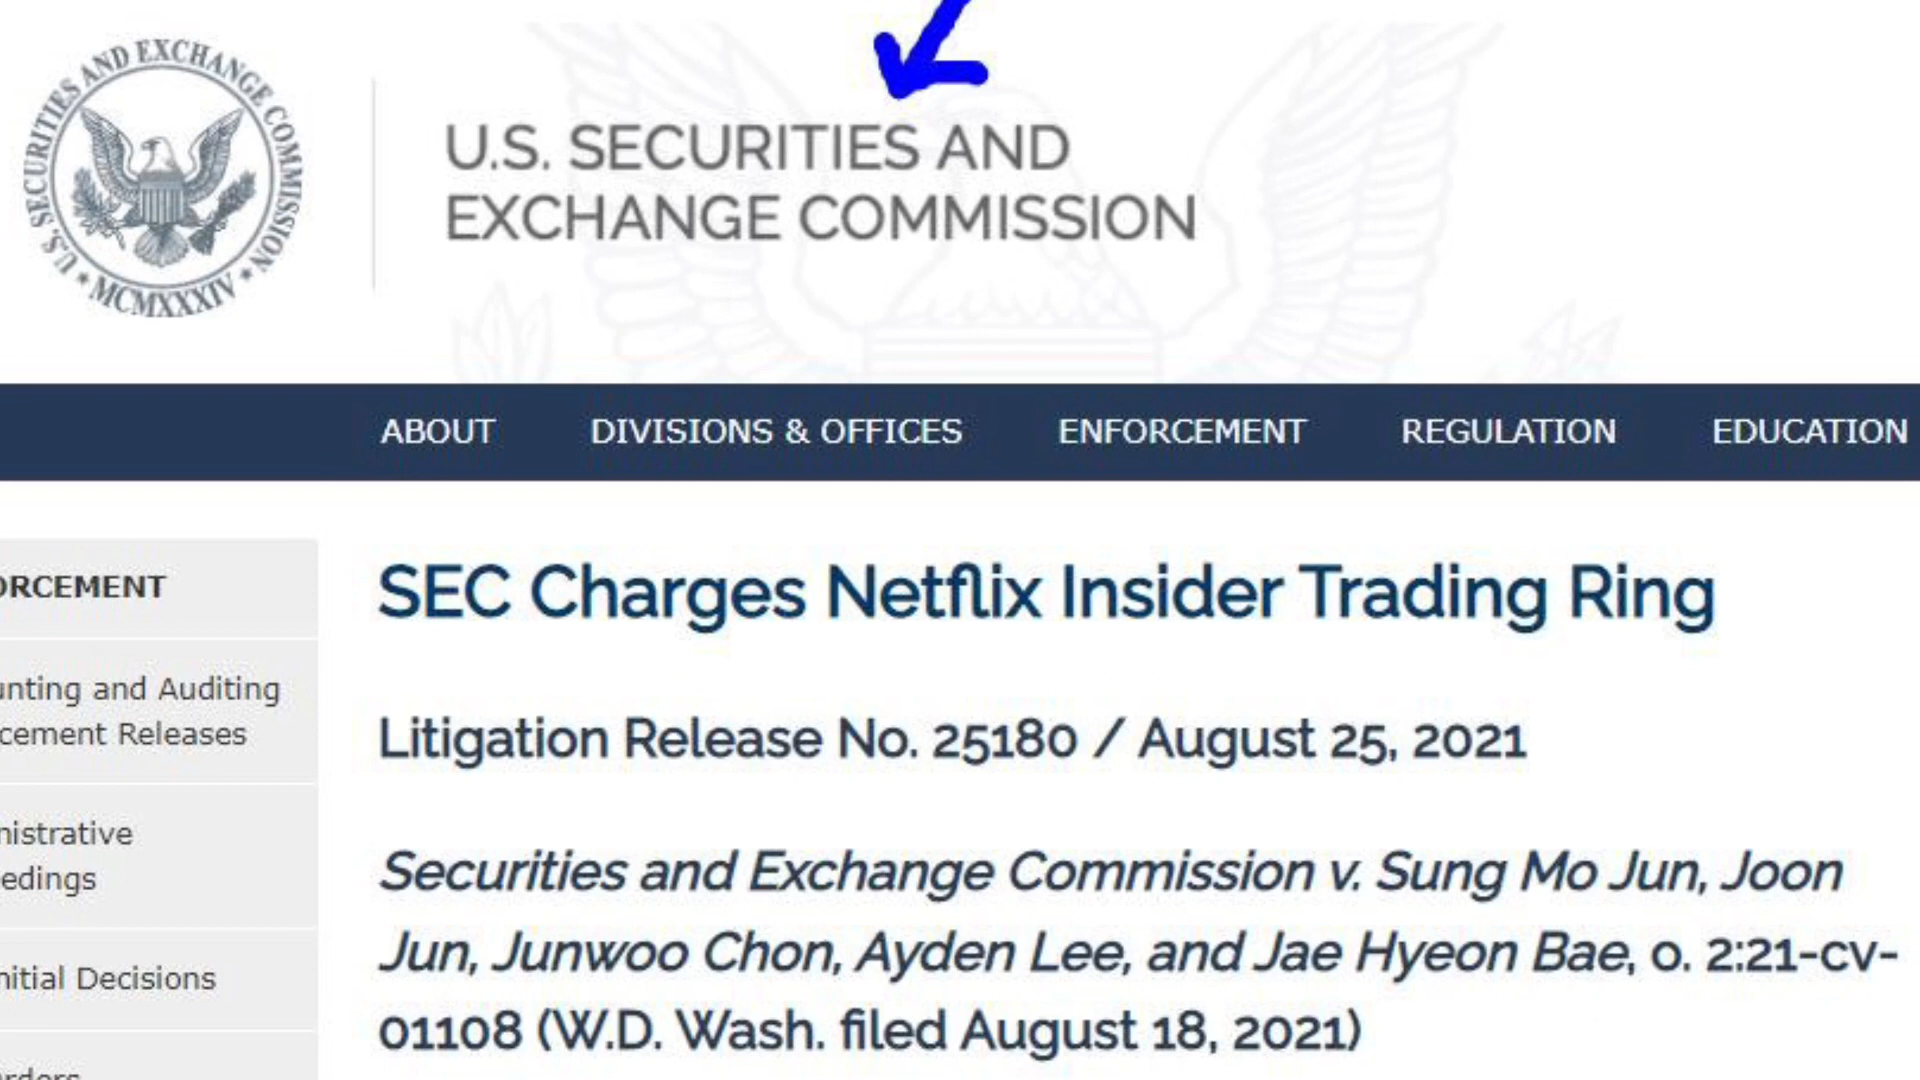 U.S. SECURITIES AND EXCHANGE COMMISSION
MCMXXXIV
U.S. SECURITIES AND
EXCHANGE COMMISSION
ABOUT DIVISIONS & OFFICES ENFORCEMENT REGULATION EDUCATION
ORCEMENT
unting and Auditing
cement Releases
nistrative
edings
nitial Decisions
rders
SEC Charges Netflix Insider Trading Ring
Litigation Release No. 25180 / August 25, 2021
Securities and Exchange Commission v. Sung Mo Jun, Joon
Jun, Junwoo Chon, Ayden Lee, and Jae Hyeon Bae, o. 2:21-cv-
01108 (W.D. Wash. filed August 18, 2021)